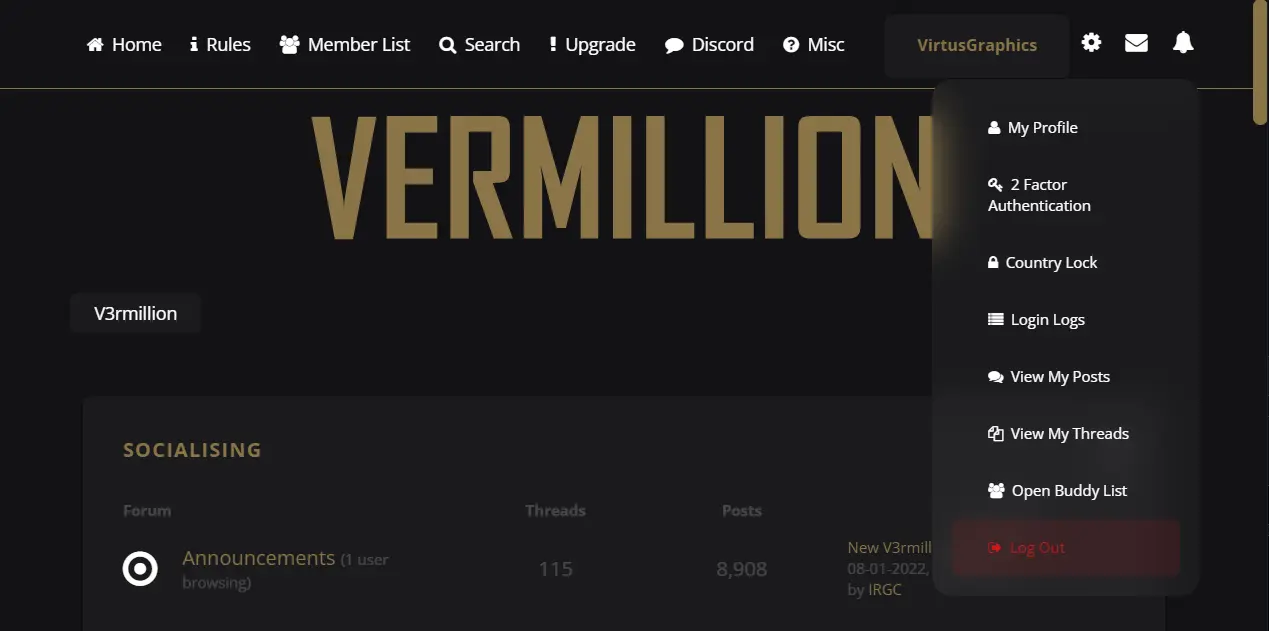 Home Rules Member List Search Upgrade Discord Misc VirtusGraphics
VERMILLION
My Profile
2 Factor
Authentication
Country Lock
Login Logs
View My Posts
View My Threads
Open Buddy List
Log Out
V3rmillion
SOCIALISING
Forum Threads Posts
Announcements (1 user
browsing)
115
8,908
New V3rmill
08-01-2022,
by IRGC